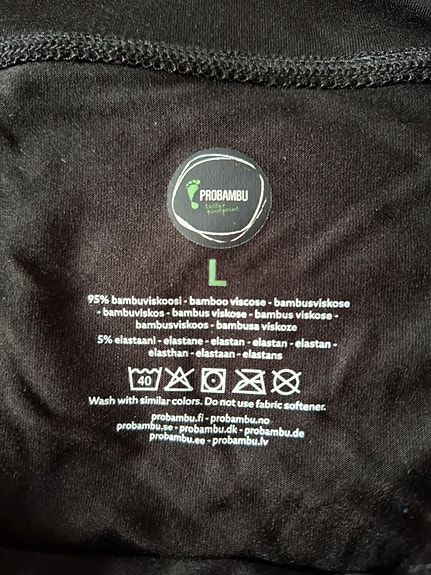 PROBAMBU
better
footprint
L
95% bambuviskoosi - bamboo viscose - bambusviskose
- bambuviskos - bambus viskose - bambus viskose -
bambusviskoos - bambusa viskoze
5% elastaani - elastane - elastan - elastan - elastan -
elasthan - elastaan - elastans
40
Wash with similar colors. Do not use fabric softener.
probambu.fi - probambu.no
probambu.se - probambu.dk - probambu.de
probambu.ee - probambu.lv